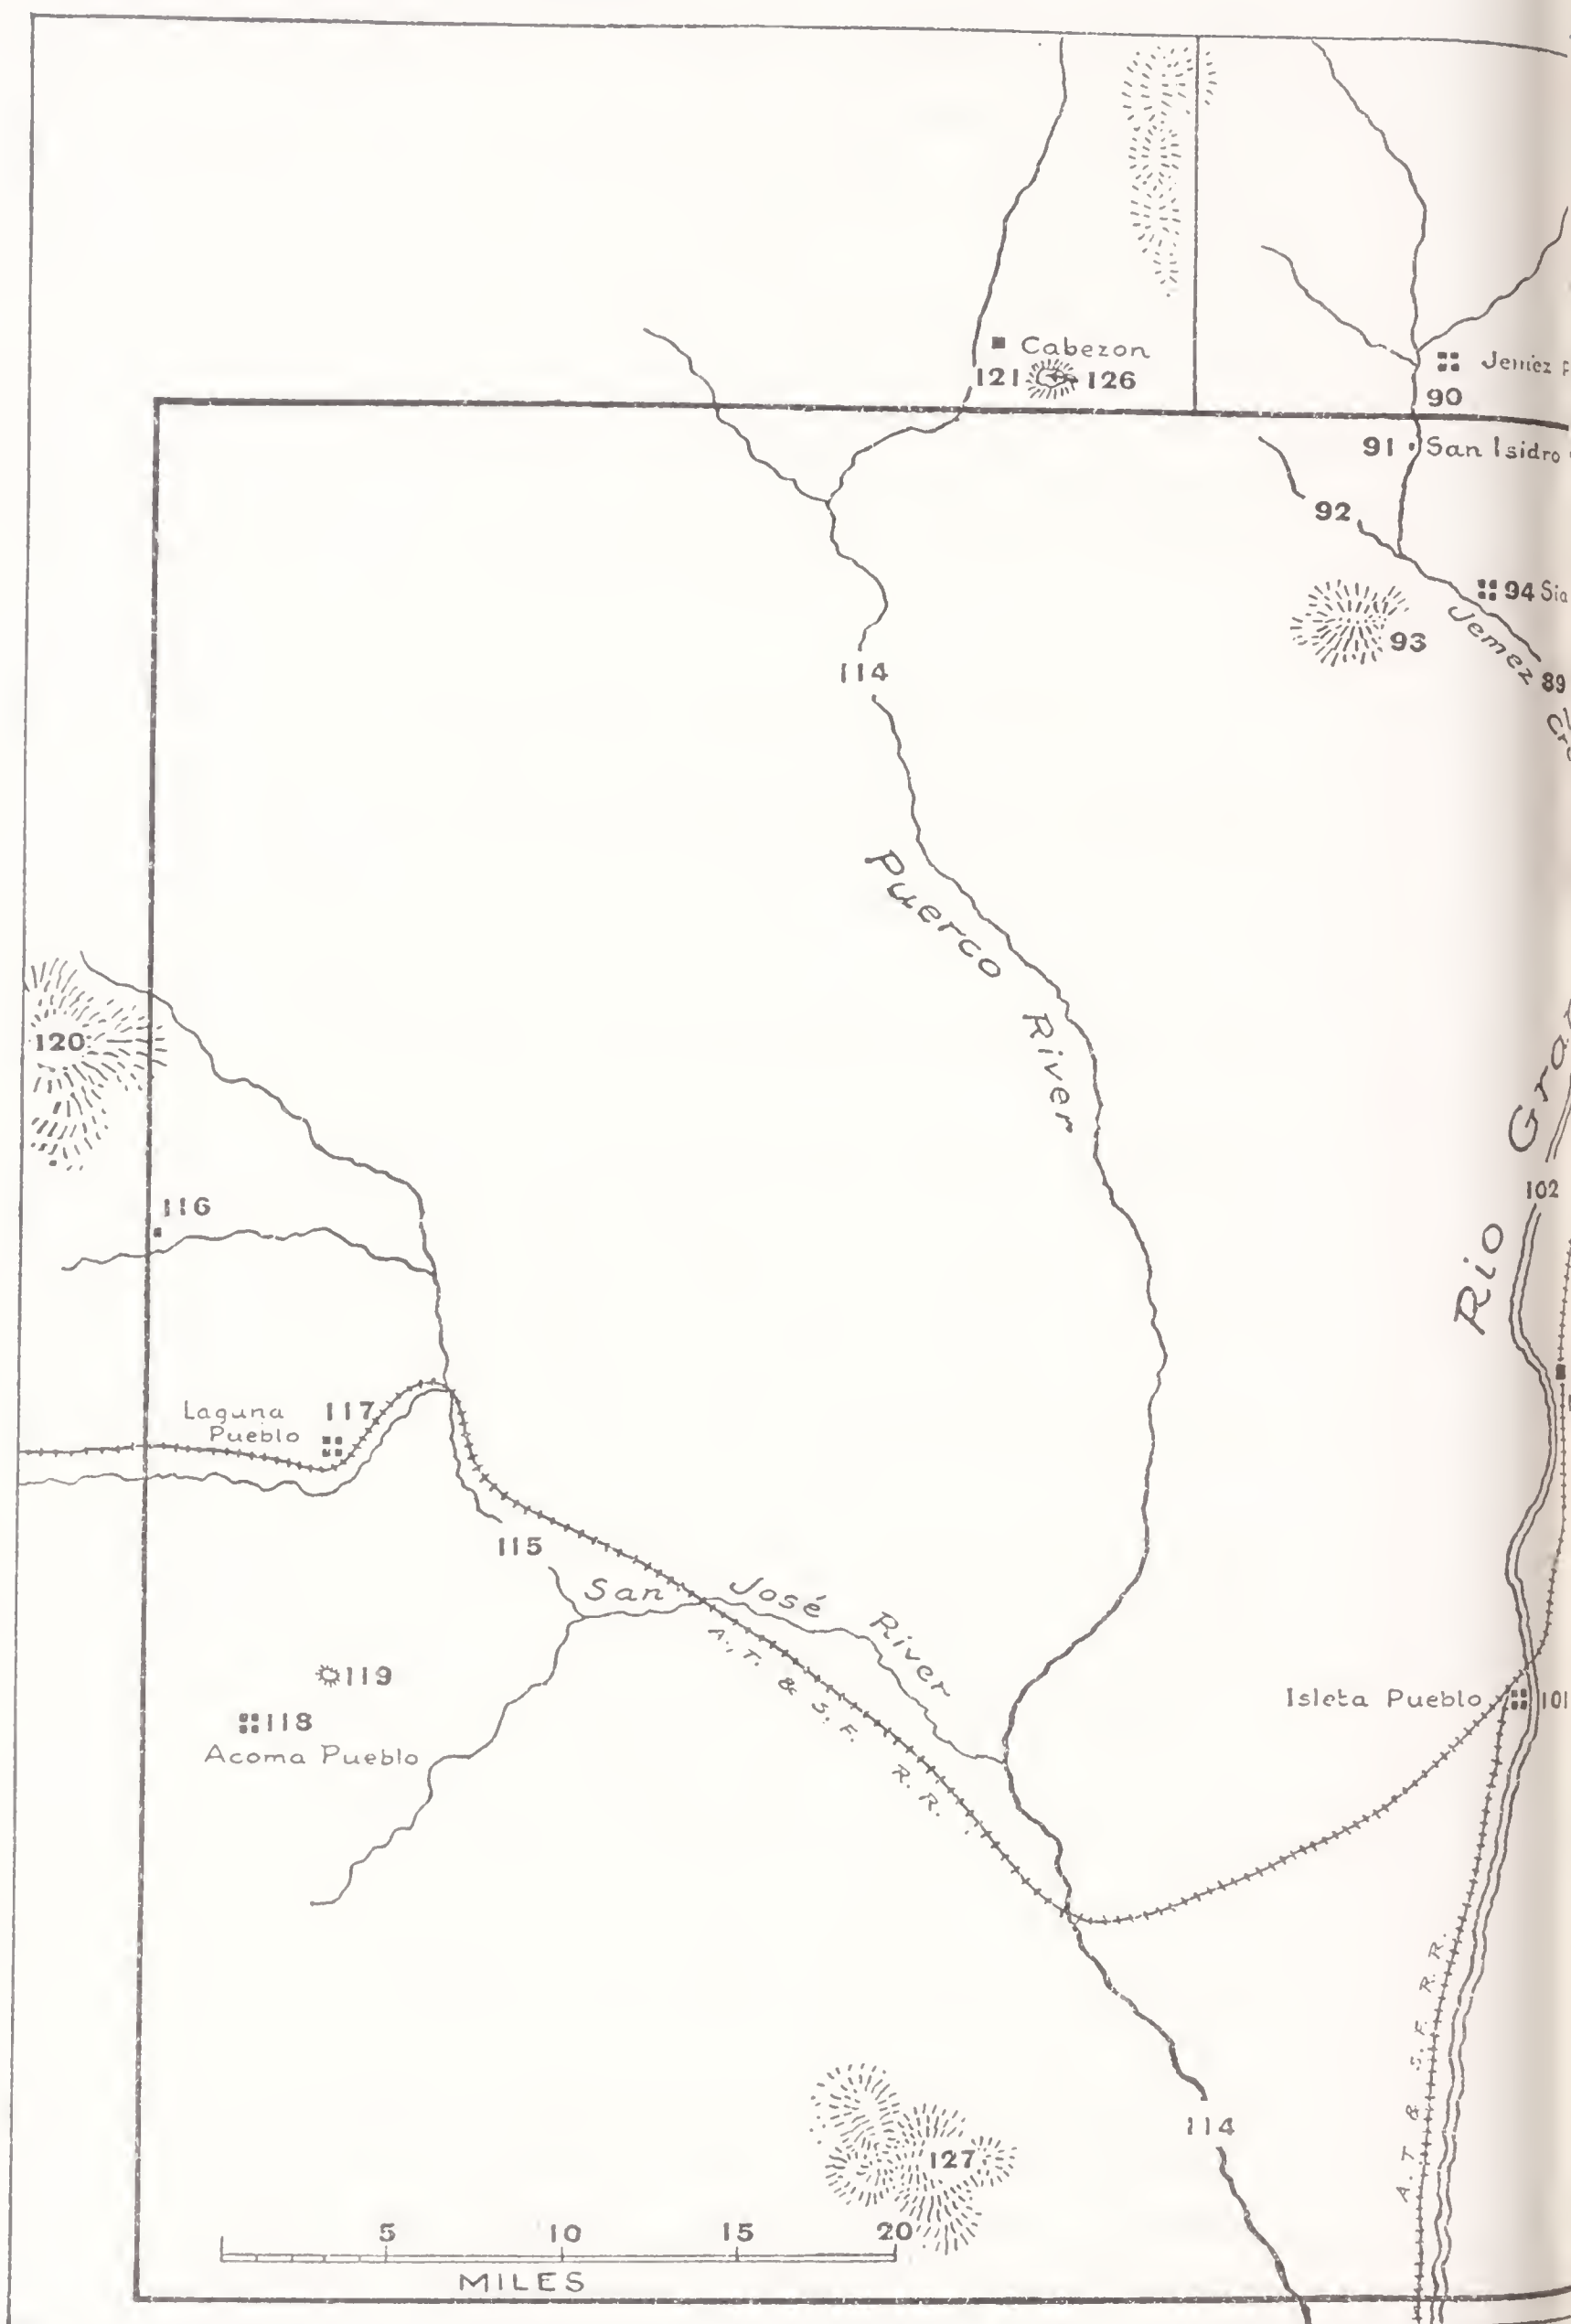 Cabezon
121 126
Jemez
90
91 San Isidro
92
94 Sia
93
Jemez
89
114
Puerco River
120
116
Rio
102
Laguna 117
Pueblo
115
San José River
A., T. & S. F. R. R.
119
118
Acoma Pueblo
Isleta Pueblo 101
A. T & S. F. R. R.
114
127
5 10 15 20
MILES